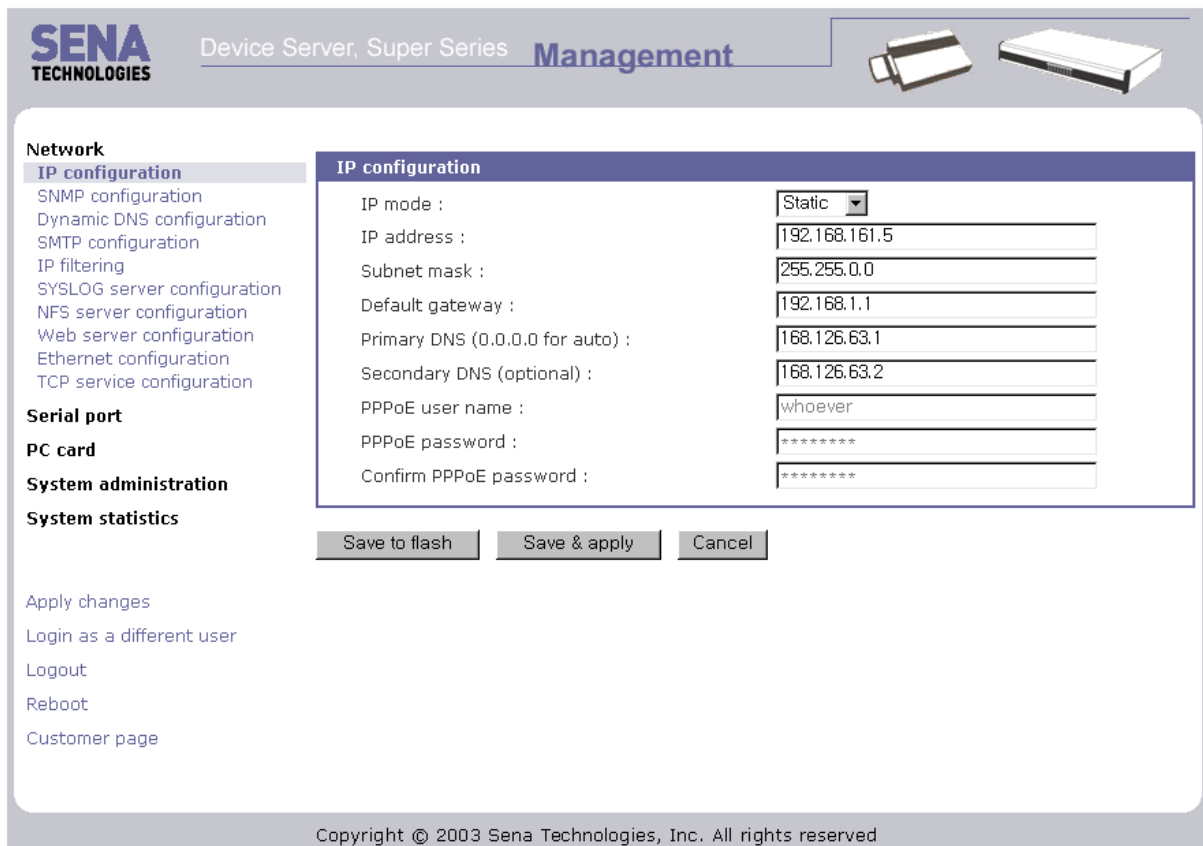 SENA
TECHNOLOGIES
Device Server, Super Series Management
Network
IP configuration
SNMP configuration
Dynamic DNS configuration
SMTP configuration
IP filtering
SYSLOG server configuration
NFS server configuration
Web server configuration
Ethernet configuration
TCP service configuration
Serial port
PC card
System administration
System statistics
Apply changes
Login as a different user
Logout
Reboot
Customer page
IP configuration
IP mode : Static
IP address : 192.168.161.5
Subnet mask : 255.255.0.0
Default gateway : 192.168.1.1
Primary DNS (0.0.0.0 for auto) : 168.126.63.1
Secondary DNS (optional) : 168.126.63.2
PPPoE user name : whoever
PPPoE password : ********
Confirm PPPoE password : ********
Save to flash Save & apply Cancel
Copyright © 2003 Sena Technologies, Inc. All rights reserved